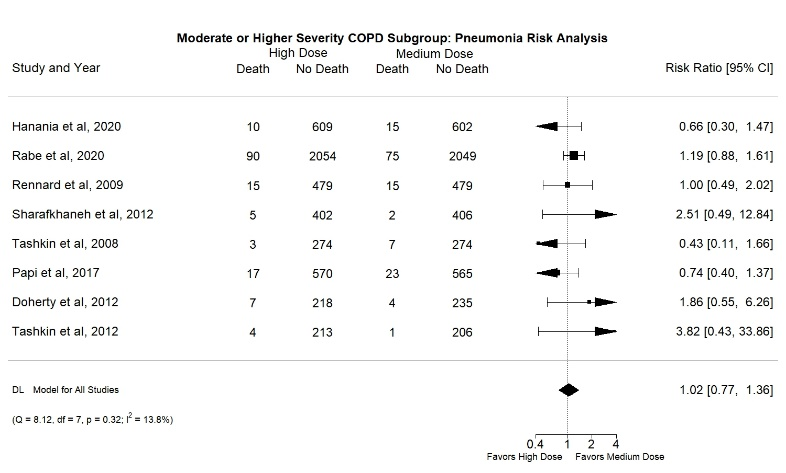 Moderate or Higher Severity COPD Subgroup: Pneumonia Risk Analysis
High Dose Medium Dose
Study and Year Death No Death Death No Death Risk Ratio [95% CI]
Hanania et al, 2020 10 609 15 602 0.66 [0.30, 1.47]
Rabe et al, 2020 90 2054 75 2049 1.19 [0.88, 1.61]
Rennard et al, 2009 15 479 15 479 1.00 [0.49, 2.02]
Sharafkhaneh et al, 2012 5 402 2 406 2.51 [0.49, 12.84]
Tashkin et al, 2008 3 274 7 274 0.43 [0.11, 1.66]
Papi et al, 2017 17 570 23 565 0.74 [0.40, 1.37]
Doherty et al, 2012 7 218 4 235 1.86 [0.55, 6.26]
Tashkin et al, 2012 4 213 1 206 3.82 [0.43, 33.86]
DL Model for All Studies 1.02 [0.77, 1.36]
(Q = 8.12, df = 7, p = 0.32; I² = 13.8%)
0.4 1 2 4
Favors High Dose Favors Medium Dose